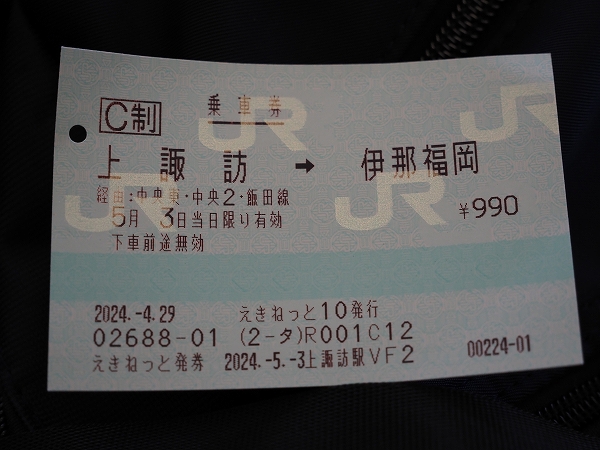 C制 乗車券
上諏訪 → 伊那福岡
経由:中央東・中央2・飯田線
¥990
5月 3日当日限り有効
下車前途無効
2024.-4.29 えきねっと10発行
02688-01 (2-タ)R001C12
えきねっと発券 2024.-5.-3上諏訪駅VF2 00224-01
JR
JR
JR
JR